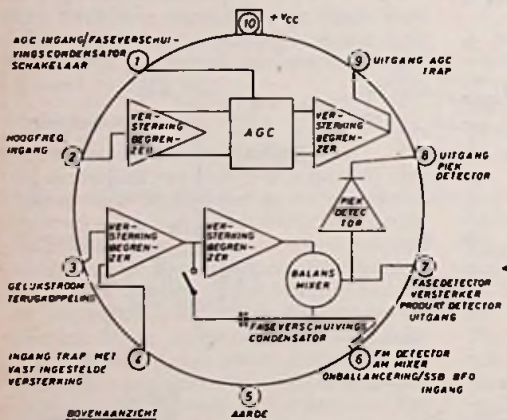 10 + VCC
AGC INGANG/FASEVERSCHUI-
VINGSCONDENSATOR
SCHAKELAAR
1
9
UITGANG AGC
TRAP
VER-
STERKING
BEGREN-
ZER
AGC
VER-
STERKING
BEGREN-
ZER
HOOGFREQ
INGANG
2
8
UITGANG
PIEK
DETECTOR
PIEK
DETEC-
TOR
VER-
STERKING
BEGREN-
ZER
VER-
STERKING
BEGREN-
ZER
BALANS
MIXER
3
GELIJKSTROOM
TERUGKOPPELING
7
FASEDETECTOR
VERSTERKER
PRODUKT DETECTOR
UITGANG
FASEVERSCHUIVINGS
CONDENSATOR
4
INGANG TRAP MET
VAST INGESTELDE
VERSTERKING
6
FM DETECTOR
AM MIXER
ONBALLANCERING/SSB BFO
INGANG
5
BOVENAANZICHT
AARDE